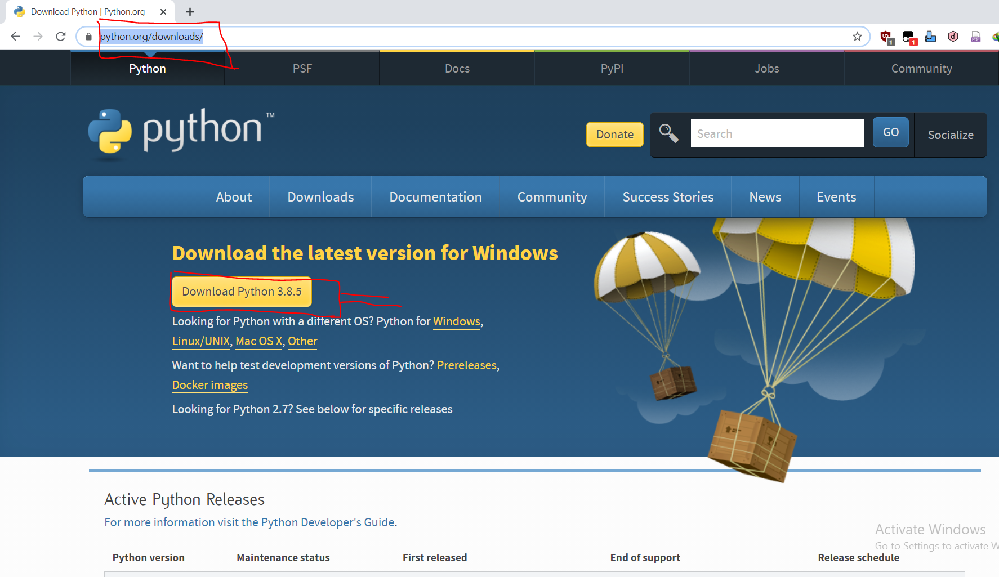 Download Python | Python.org
python.org/downloads/
1
1
d
PDF
Python
PSF
Docs
PyPI
Jobs
Community
python™
Donate
Search
GO
Socialize
About
Downloads
Documentation
Community
Success Stories
News
Events
Download the latest version for Windows
Download Python 3.8.5
Looking for Python with a different OS? Python for Windows,
Linux/UNIX, Mac OS X, Other
Want to help test development versions of Python? Prereleases,
Docker images
Looking for Python 2.7? See below for specific releases
Active Python Releases
For more information visit the Python Developer's Guide.
Activate Windows
Go to Settings to activate W
Python version
Maintenance status
First released
End of support
Release schedule